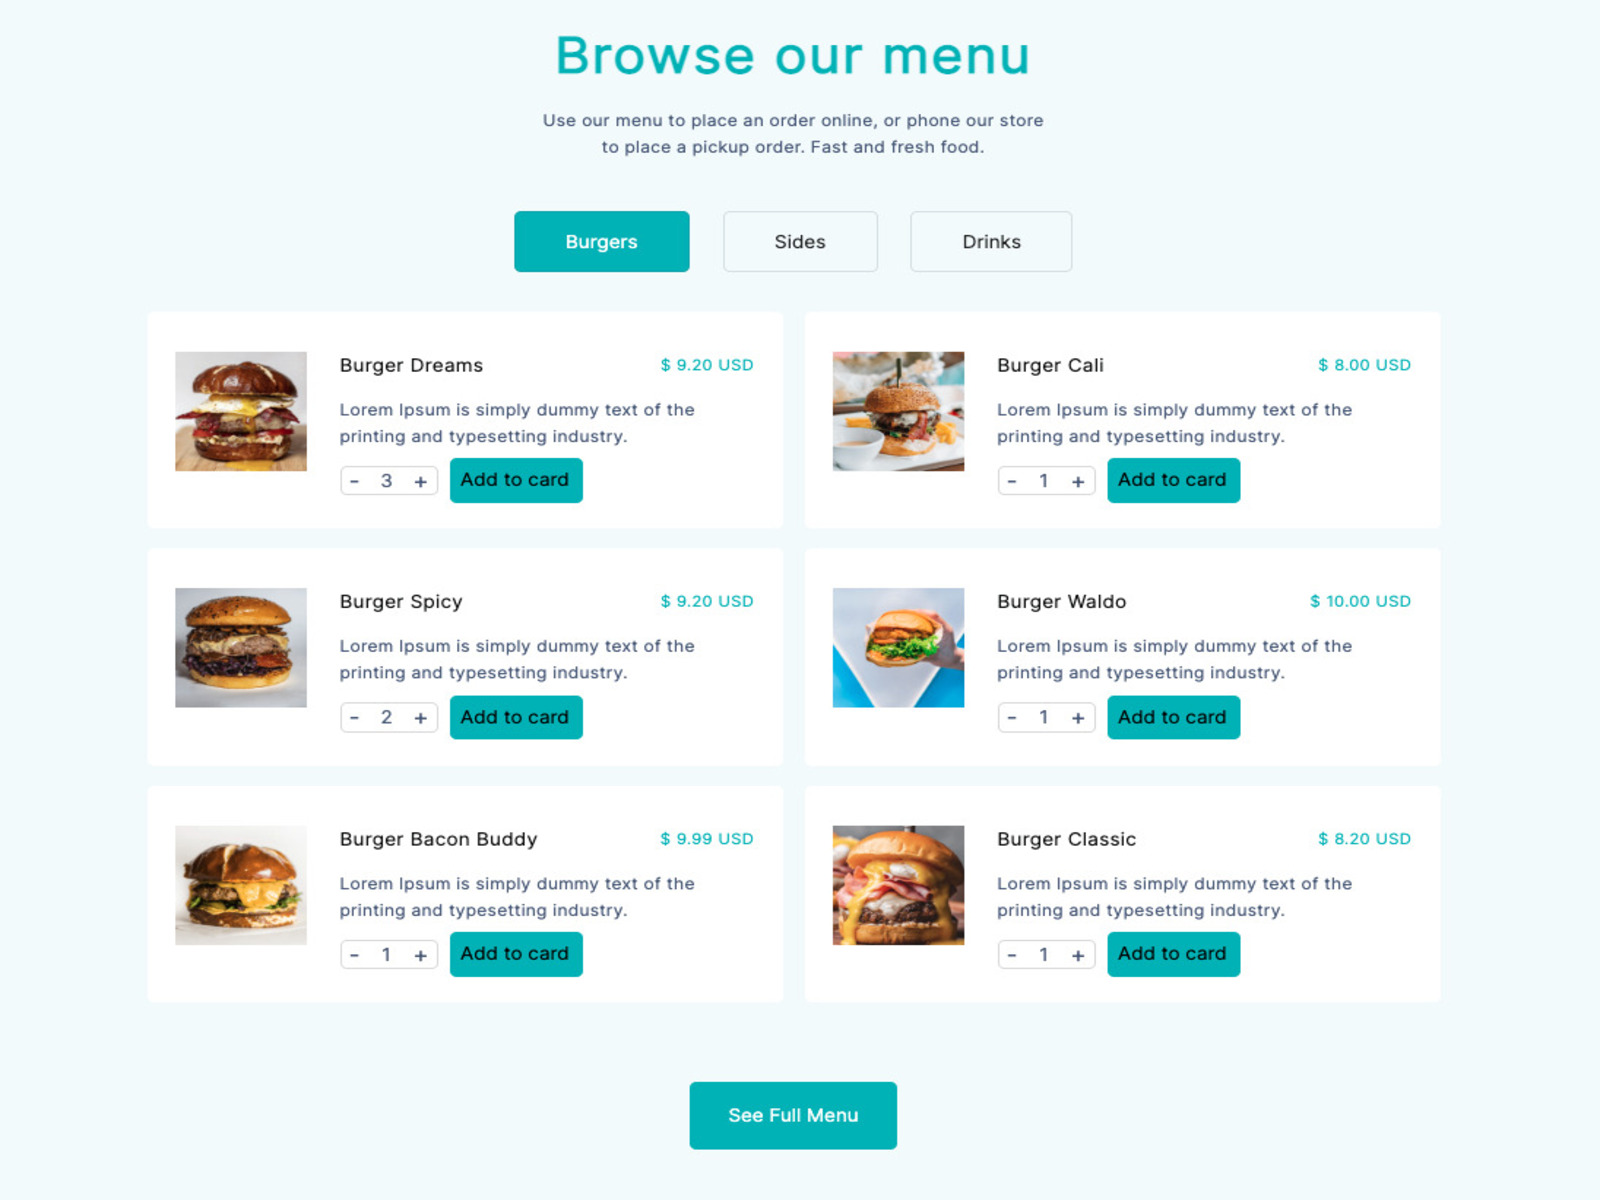 Browse our menu
Use our menu to place an order online, or phone our store
to place a pickup order. Fast and fresh food.
Burgers
Sides
Drinks
Burger Dreams
$ 9.20 USD
Lorem Ipsum is simply dummy text of the
printing and typesetting industry.
- 3 +
Add to card
Burger Cali
$ 8.00 USD
Lorem Ipsum is simply dummy text of the
printing and typesetting industry.
- 1 +
Add to card
Burger Spicy
$ 9.20 USD
Lorem Ipsum is simply dummy text of the
printing and typesetting industry.
- 2 +
Add to card
Burger Waldo
$ 10.00 USD
Lorem Ipsum is simply dummy text of the
printing and typesetting industry.
- 1 +
Add to card
Burger Bacon Buddy
$ 9.99 USD
Lorem Ipsum is simply dummy text of the
printing and typesetting industry.
- 1 +
Add to card
Burger Classic
$ 8.20 USD
Lorem Ipsum is simply dummy text of the
printing and typesetting industry.
- 1 +
Add to card
See Full Menu